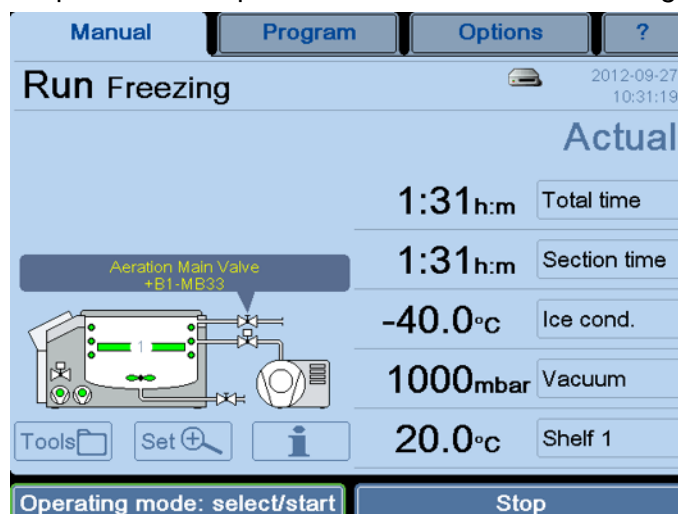 Manual Program Options ?
Run Freezing 2012-09-27
10:31:19
Actual
1:31h:m Total time
1:31h:m Section time
Aeration Main Valve
+B1-MB33
-40.0°C Ice cond.
1
1000mbar Vacuum
20.0°C Shelf 1
Tools Set i
Operating mode: select/start Stop